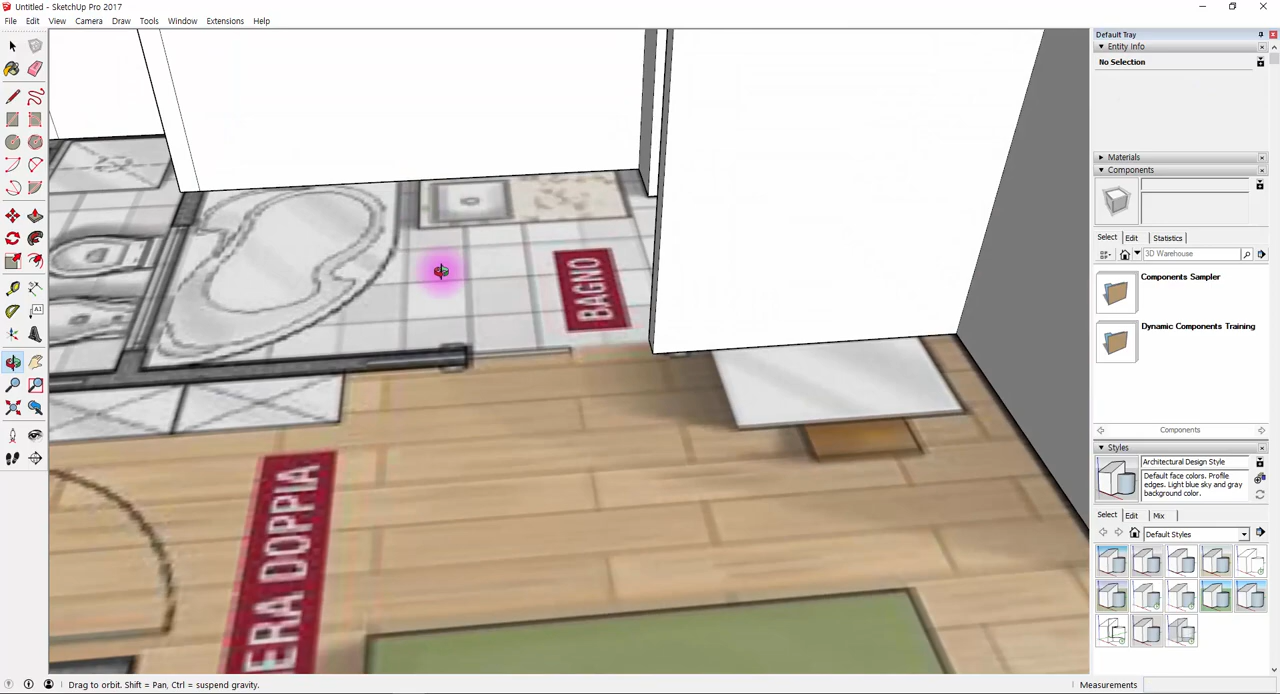 Untitled - SketchUp Pro 2017
File Edit View Camera Draw Tools Window Extensions Help
Default Tray
Entity Info
No Selection
Materials
Components
Select Edit Statistics
3D Warehouse
Components Sampler
Dynamic Components Training
Components
Styles
Architectural Design Style
Default face colors. Profile
edges. Light blue sky and gray
background color.
Select Edit Mix
Default Styles
BAGNO
ERA DOPPIA
Drag to orbit. Shift = Pan, Ctrl = suspend gravity.
Measurements